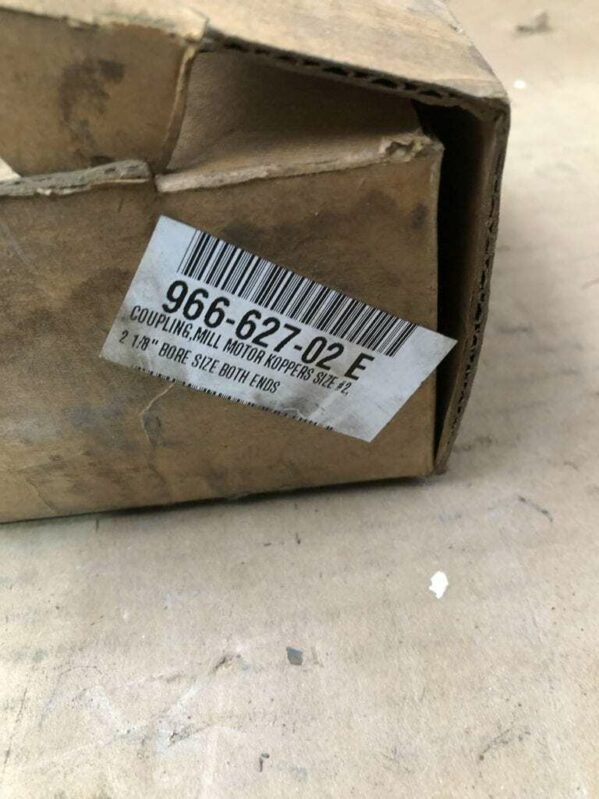 966-627-02 E
COUPLING,MILL MOTOR KOPPERS SIZE #2,
2 1/8" BORE SIZE BOTH ENDS